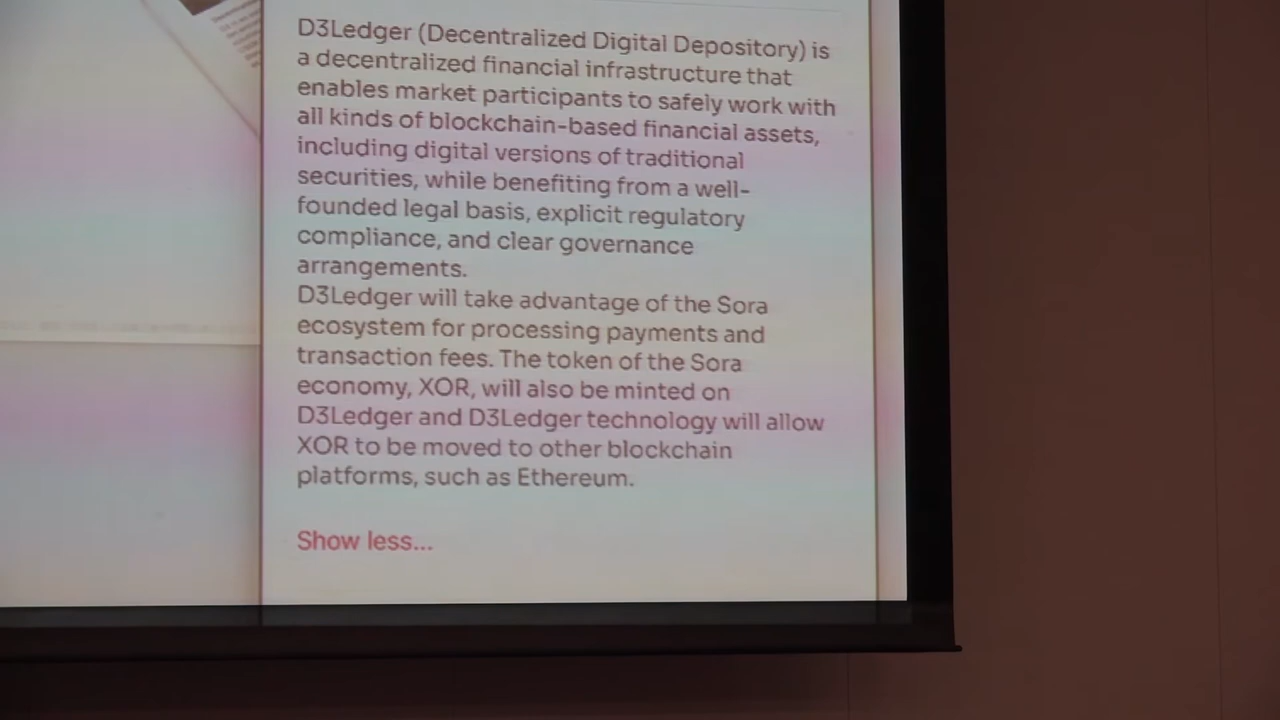 D3Ledger (Decentralized Digital Depository) is
a decentralized financial infrastructure that
enables market participants to safely work with
all kinds of blockchain-based financial assets,
including digital versions of traditional
securities, while benefiting from a well-
founded legal basis, explicit regulatory
compliance, and clear governance
arrangements.
D3Ledger will take advantage of the Sora
ecosystem for processing payments and
transaction fees. The token of the Sora
economy, XOR, will also be minted on
D3Ledger and D3Ledger technology will allow
XOR to be moved to other blockchain
platforms, such as Ethereum.
Show less...